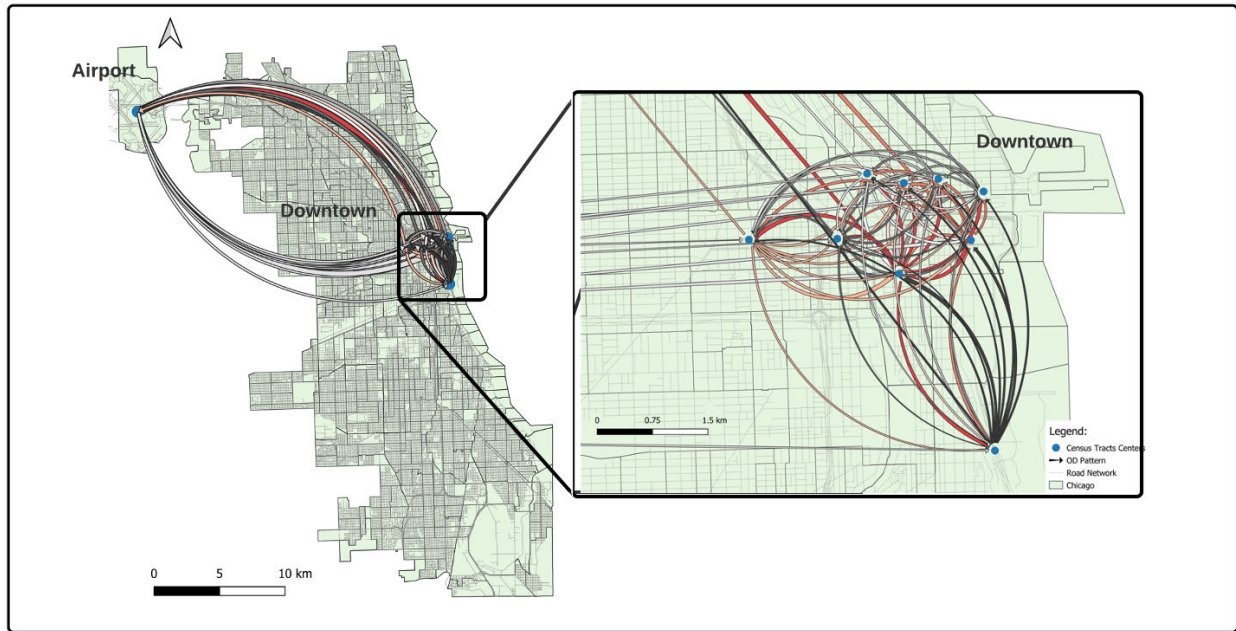 Airport
Downtown
0 5 10 km
Downtown
0 0.75 1.5 km
Legend:
Census Tracts Centers
OD Pattern
Road Network
Chicago